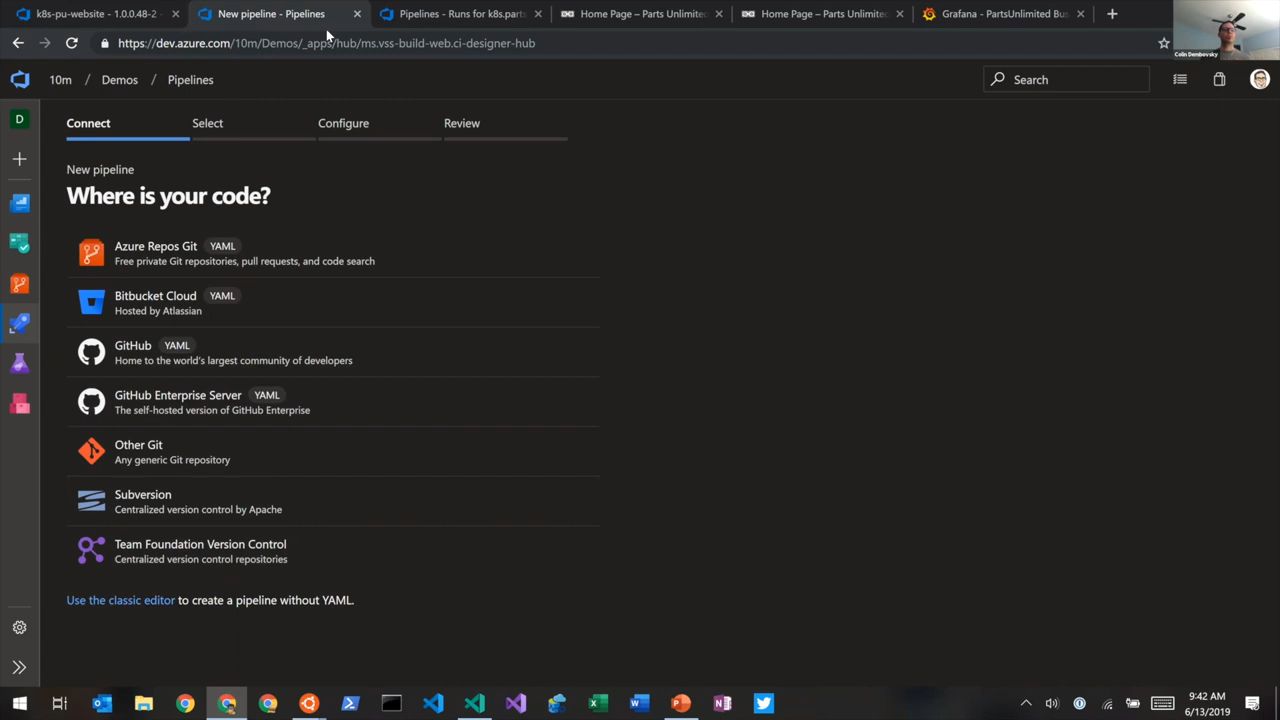 k8s-pu-website - 1.0.0.48-2
New pipeline - Pipelines
Pipelines - Runs for k8s.parts
Home Page – Parts Unlimited
Home Page – Parts Unlimited
Grafana - PartsUnlimited Bus
https://dev.azure.com/10m/Demos/_apps/hub/ms.vss-build-web.ci-designer-hub
Colin Dembovsky
10m / Demos / Pipelines
Search
D
Connect
Select
Configure
Review
New pipeline
Where is your code?
Azure Repos Git YAML
Free private Git repositories, pull requests, and code search
Bitbucket Cloud YAML
Hosted by Atlassian
GitHub YAML
Home to the world's largest community of developers
GitHub Enterprise Server YAML
The self-hosted version of GitHub Enterprise
Other Git
Any generic Git repository
Subversion
Centralized version control by Apache
Team Foundation Version Control
Centralized version control repositories
Use the classic editor to create a pipeline without YAML.
9:42 AM
6/13/2019